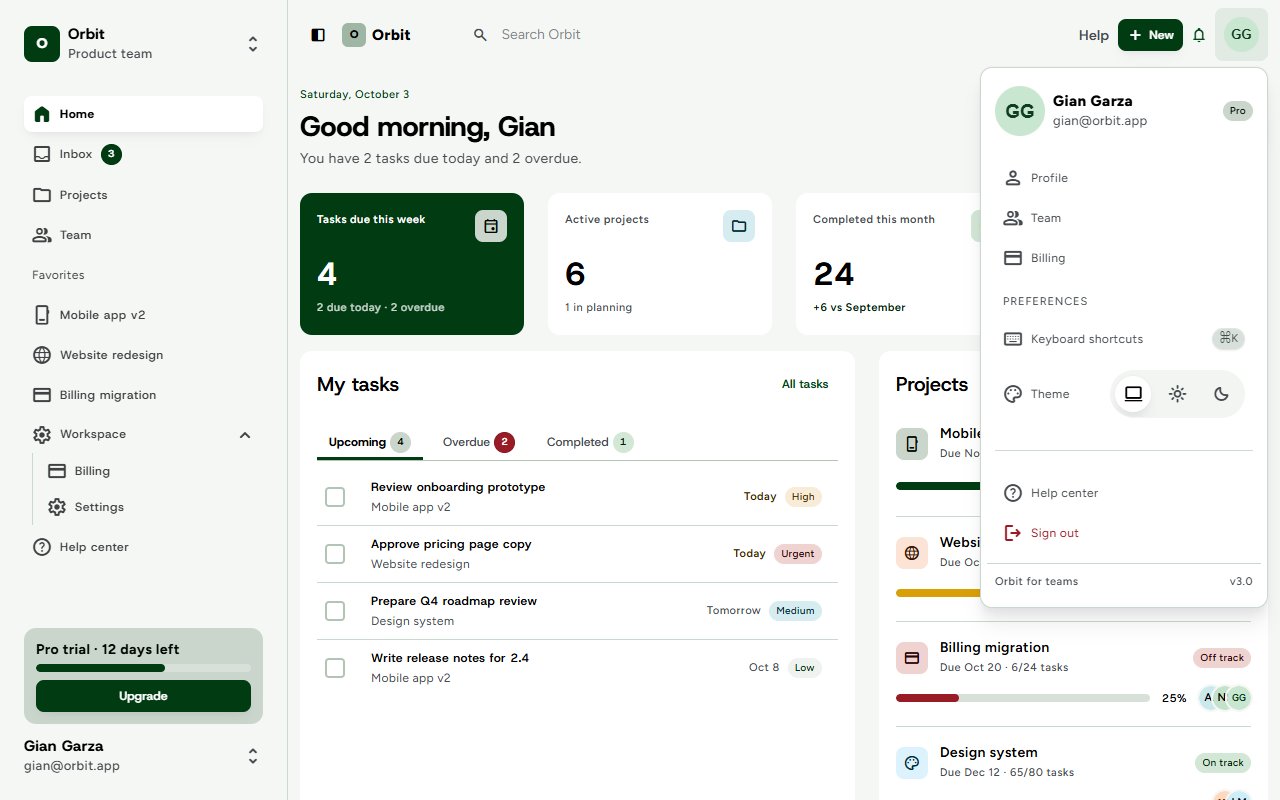 O
Orbit
Product team
Home
Inbox 3
Projects
Team
Favorites
Mobile app v2
Website redesign
Billing migration
Workspace
Billing
Settings
Help center
Pro trial · 12 days left
Upgrade
Gian Garza
gian@orbit.app
O Orbit
Search Orbit
Help
New
GG
Saturday, October 3
Good morning, Gian
You have 2 tasks due today and 2 overdue.
Tasks due this week
4
2 due today · 2 overdue
Active projects
6
1 in planning
Completed this month
24
+6 vs September
My tasks
All tasks
Upcoming 4
Overdue 2
Completed 1
Review onboarding prototype
Mobile app v2
Today High
Approve pricing page copy
Website redesign
Today Urgent
Prepare Q4 roadmap review
Design system
Tomorrow Medium
Write release notes for 2.4
Mobile app v2
Oct 8 Low
Projects
Billing migration
Due Oct 20 · 6/24 tasks
Off track
25%
A N GG
Design system
Due Dec 12 · 65/80 tasks
On track
GG
Gian Garza
gian@orbit.app
Pro
Profile
Team
Billing
PREFERENCES
Keyboard shortcuts ⌘K
Theme
Help center
Sign out
Orbit for teams
v3.0